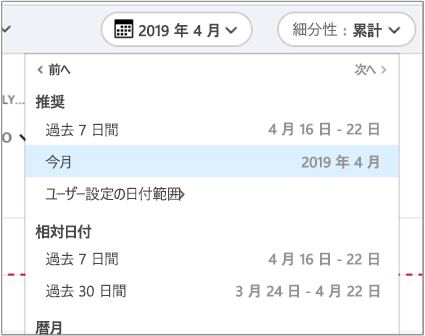 2019 年 4 月 細分性 : 累計
前へ 次へ
LY...
推奨
過去 7 日間 4 月 16 日 - 22 日
O
今月 2019 年 4 月
ユーザー設定の日付範囲
相対日付
過去 7 日間 4 月 16 日 - 22 日
過去 30 日間 3 月 24 日 - 4 月 22 日
暦月